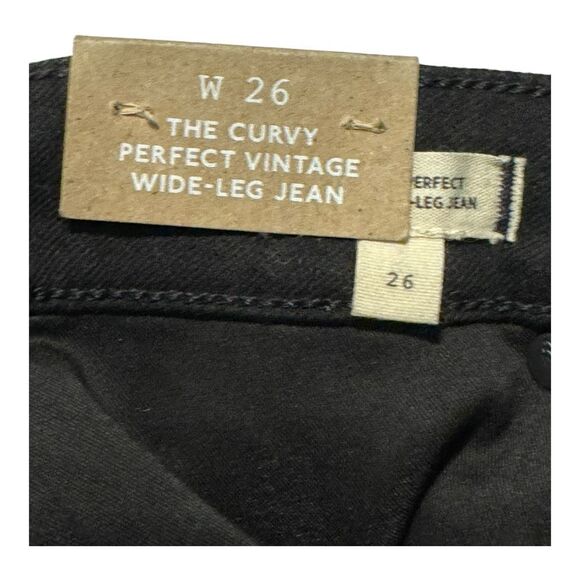 W 26
THE CURVY
PERFECT VINTAGE
WIDE-LEG JEAN
PERFECT
-LEG JEAN
26